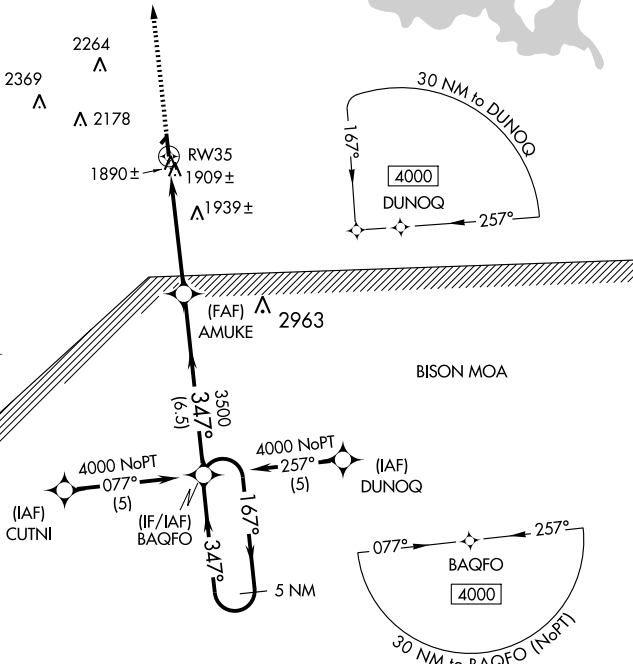 2264
2369
2178
RW35
1890±
1909±
1939±
30 NM to DUNOQ
167°
4000
DUNOQ
257°
(FAF)
AMUKE
2963
BISON MOA
3500
347°
(6.5)
4000 NoPT
077°
(5)
4000 NoPT
257°
(5)
(IAF)
DUNOQ
(IAF)
CUTNI
(IF/IAF)
BAQFO
167°
347°
5 NM
077°
257°
BAQFO
4000
30 NM to BAQFO (NoPT)